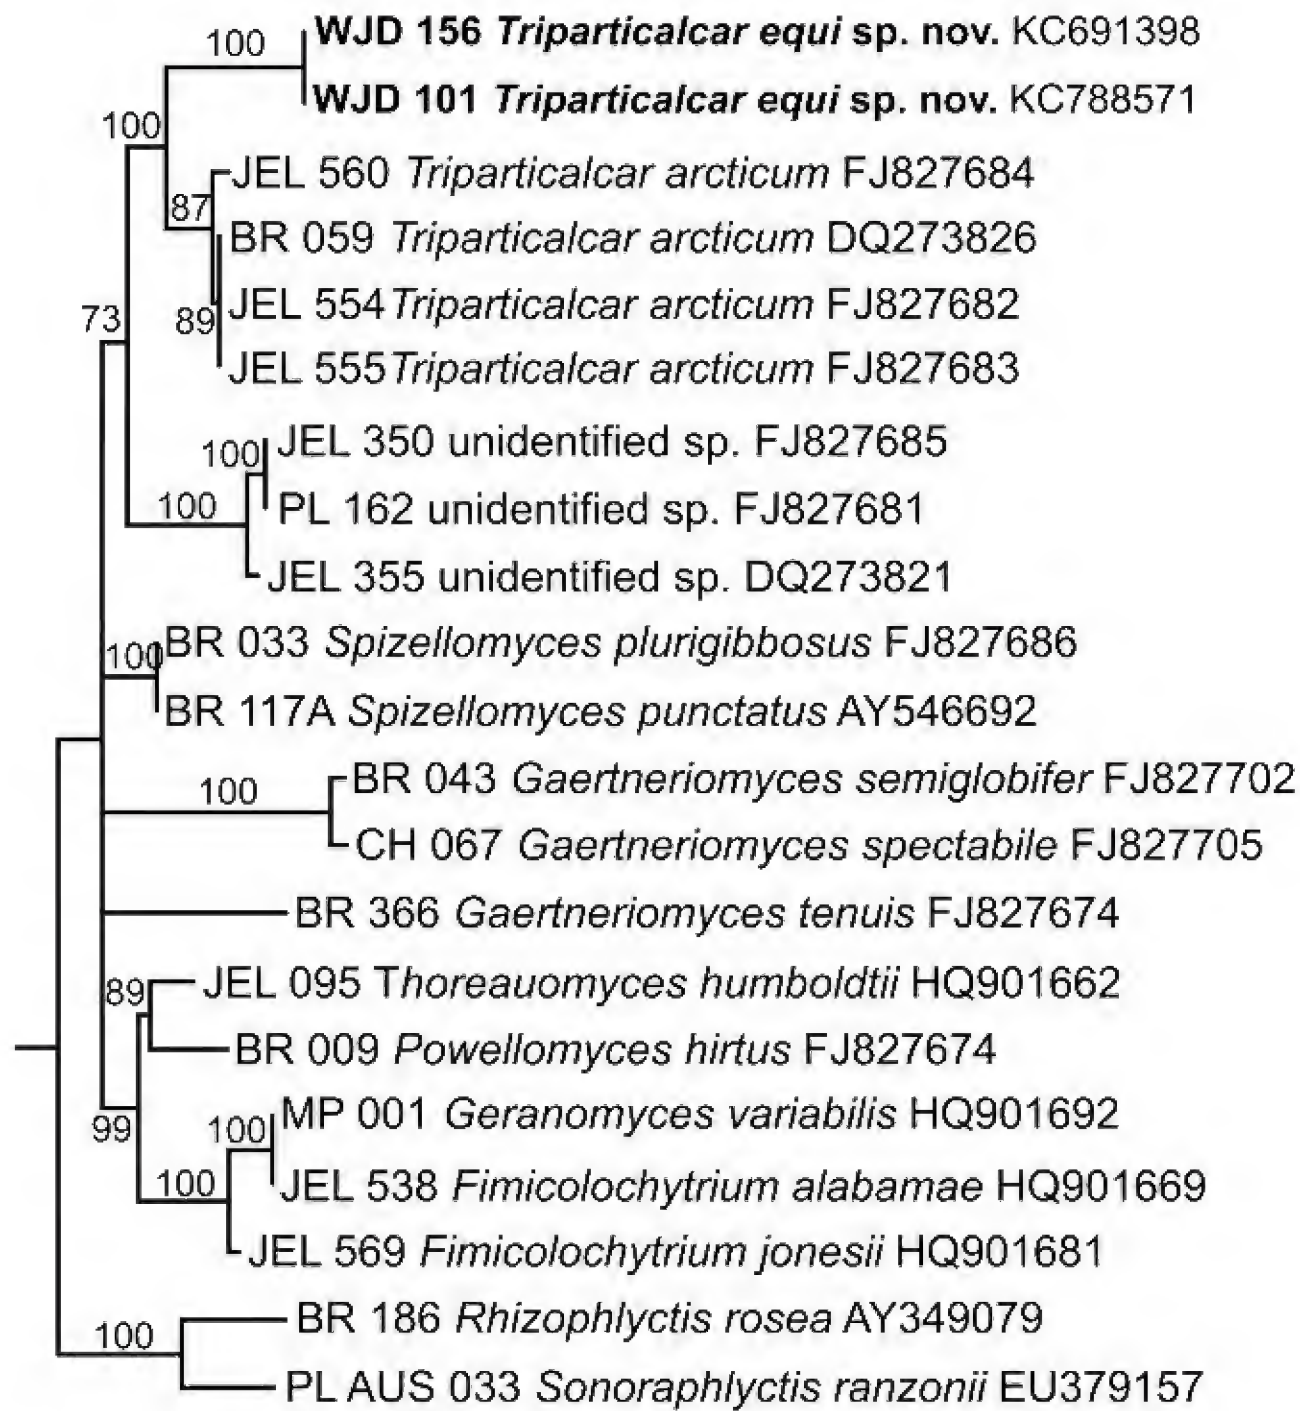 100
WJD 156 Triparticalcar equi sp. nov. KC691398
WJD 101 Triparticalcar equi sp. nov. KC788571
100
JEL 560 Triparticalcar arcticum FJ827684
87
BR 059 Triparticalcar arcticum DQ273826
JEL 554 Triparticalcar arcticum FJ827682
73
89
JEL 555 Triparticalcar arcticum FJ827683
JEL 350 unidentified sp. FJ827685
100
PL 162 unidentified sp. FJ827681
100
JEL 355 unidentified sp. DQ273821
BR 033 Spizellomyces plurigibbosus FJ827686
100
BR 117A Spizellomyces punctatus AY546692
BR 043 Gaertneriomyces semiglobifer FJ827702
100
CH 067 Gaertneriomyces spectabile FJ827705
BR 366 Gaertneriomyces tenuis FJ827674
JEL 095 Thoreauomyces humboldtii HQ901662
89
BR 009 Powellomyces hirtus FJ827674
MP 001 Geranomyces variabilis HQ901692
99
100
JEL 538 Fimicolochytrium alabamae HQ901669
100
JEL 569 Fimicolochytrium jonesii HQ901681
BR 186 Rhizophlyctis rosea AY349079
100
PL AUS 033 Sonoraphlyctis ranzonii EU379157